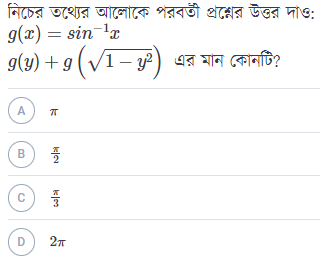 নিচের তথ্যের আলোকে পরবর্তী প্রশ্নের উত্তর দাও:
g(x) = sin⁻¹x
g(y) + g(√(1 − y²)) এর মান কোনটি?
A π
B π/2
C π/3
D 2π